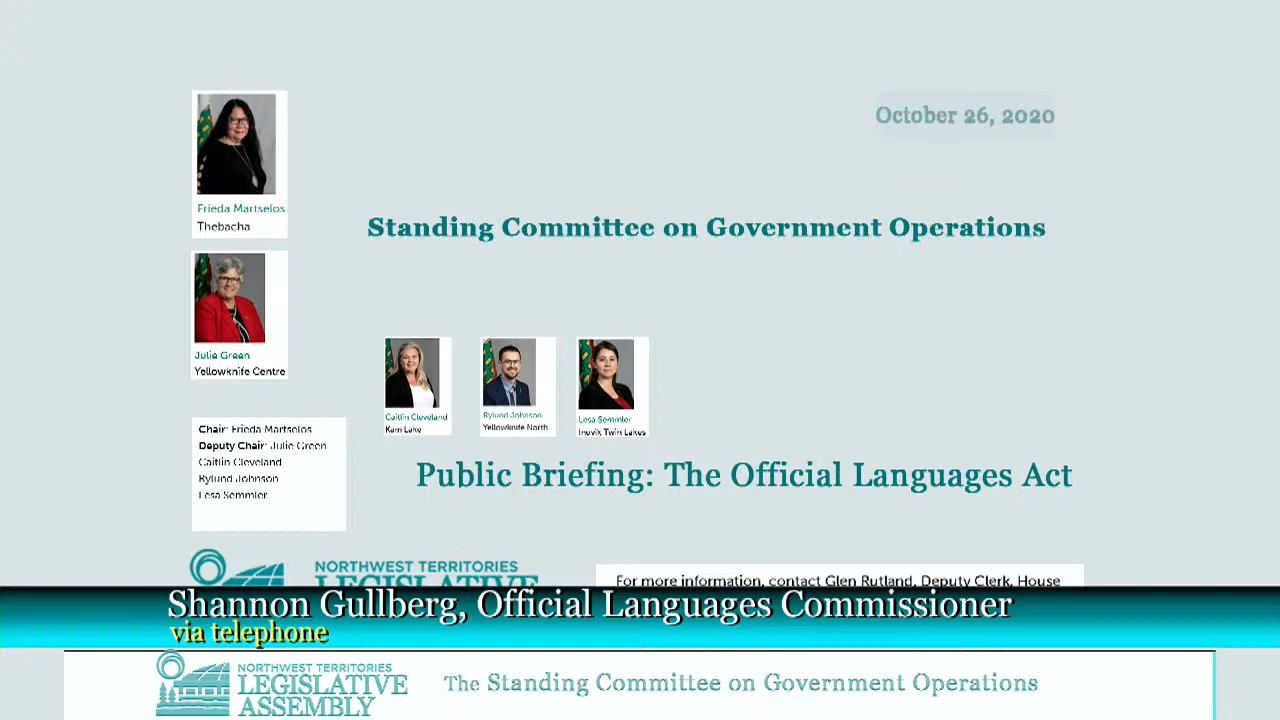 October 26, 2020
Frieda Martselos
Thebacha
Standing Committee on Government Operations
Julie Green
Yellowknife Centre
Caitlin Cleveland
Kam Lake
Rylund Johnson
Yellowknife North
Lesa Semmler
Inuvik Twin Lakes
Chair: Frieda Martselos
Deputy Chair: Julie Green
Caitlin Cleveland
Rylund Johnson
Lesa Semmler
Public Briefing: The Official Languages Act
NORTHWEST TERRITORIES
LEGISLATIVE
For more information, contact Glen Rutland, Deputy Clerk, House
Shannon Gullberg, Official Languages Commissioner
via telephone
NORTHWEST TERRITORIES
LEGISLATIVE
ASSEMBLY
The Standing Committee on Government Operations